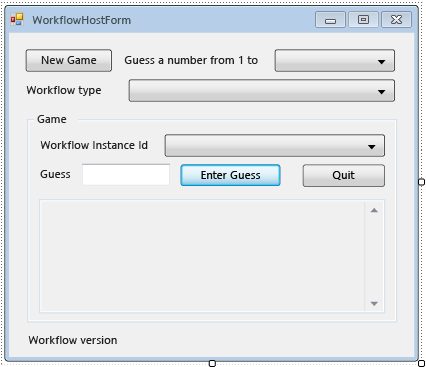 WorkflowHostForm
New Game Guess a number from 1 to
Workflow type
Game
Workflow Instance Id
Guess Enter Guess Quit
Workflow version